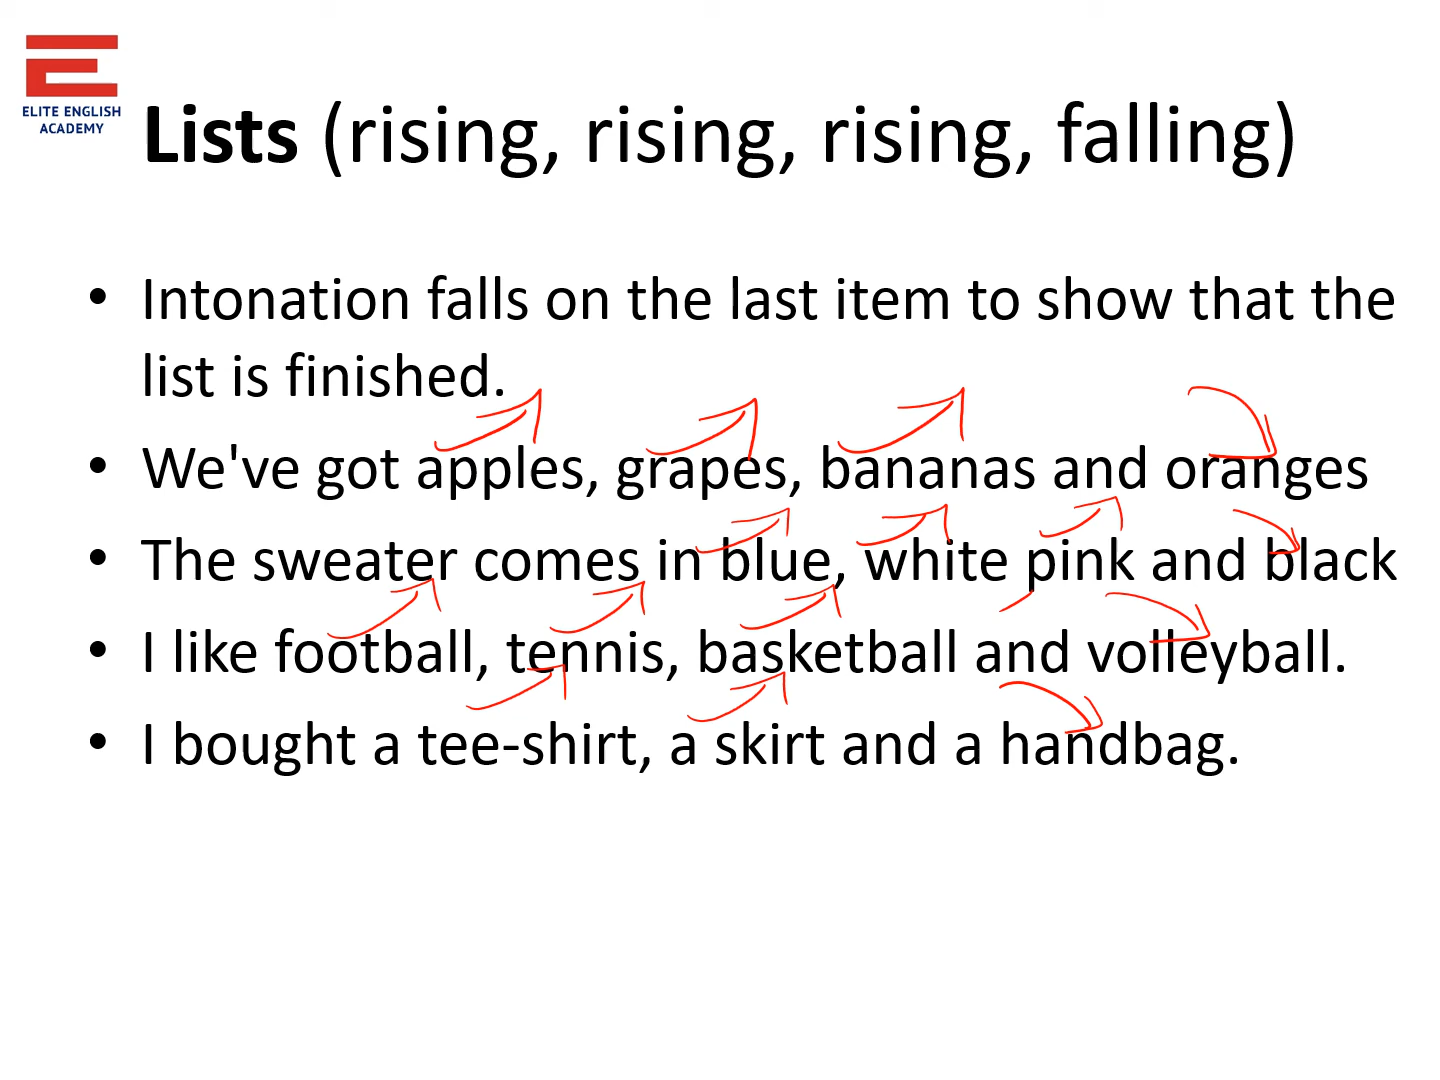 ELITE ENGLISH
ACADEMY
Lists (rising, rising, rising, falling)
• Intonation falls on the last item to show that the
list is finished.
• We've got apples, grapes, bananas and oranges
• The sweater comes in blue, white pink and black
• I like football, tennis, basketball and volleyball.
• I bought a tee-shirt, a skirt and a handbag.